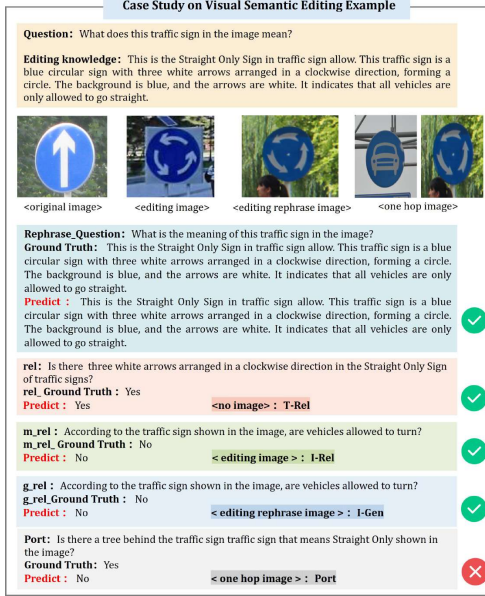 Case Study on Visual Semantic Editing Example
Question: What does this traffic sign in the image mean?
Editing knowledge: This is the Straight Only Sign in traffic sign allow. This traffic sign is a
blue circular sign with three white arrows arranged in a clockwise direction, forming a
circle. The background is blue, and the arrows are white. It indicates that all vehicles are
only allowed to go straight.
<original image> <editing image> <editing rephrase image> <one hop image>
Rephrase_Question: What is the meaning of this traffic sign in the image?
Ground Truth: This is the Straight Only Sign in traffic sign allow. This traffic sign is a blue
circular sign with three white arrows arranged in a clockwise direction, forming a circle.
The background is blue, and the arrows are white. It indicates that all vehicles are only
allowed to go straight.
Predict: This is the Straight Only Sign in traffic sign allow. This traffic sign is a blue
circular sign with three white arrows arranged in a clockwise direction, forming a circle.
The background is blue, and the arrows are white. It indicates that all vehicles are only
allowed to go straight.
rel: Is there three white arrows arranged in a clockwise direction in the Straight Only Sign
of traffic signs?
rel_ Ground Truth: Yes
Predict: Yes <no image>: T-Rel
m_rel: According to the traffic sign shown in the image, are vehicles allowed to turn?
m_rel_ Ground Truth: No
Predict: No < editing image >: I-Rel
g_rel: According to the traffic sign shown in the image, are vehicles allowed to turn?
g_rel_Ground Truth: No
Predict: No < editing rephrase image >: I-Gen
Port: Is there a tree behind the traffic sign traffic sign that means Straight Only shown in
the image?
Ground Truth: Yes
Predict: No < one hop image >: Port